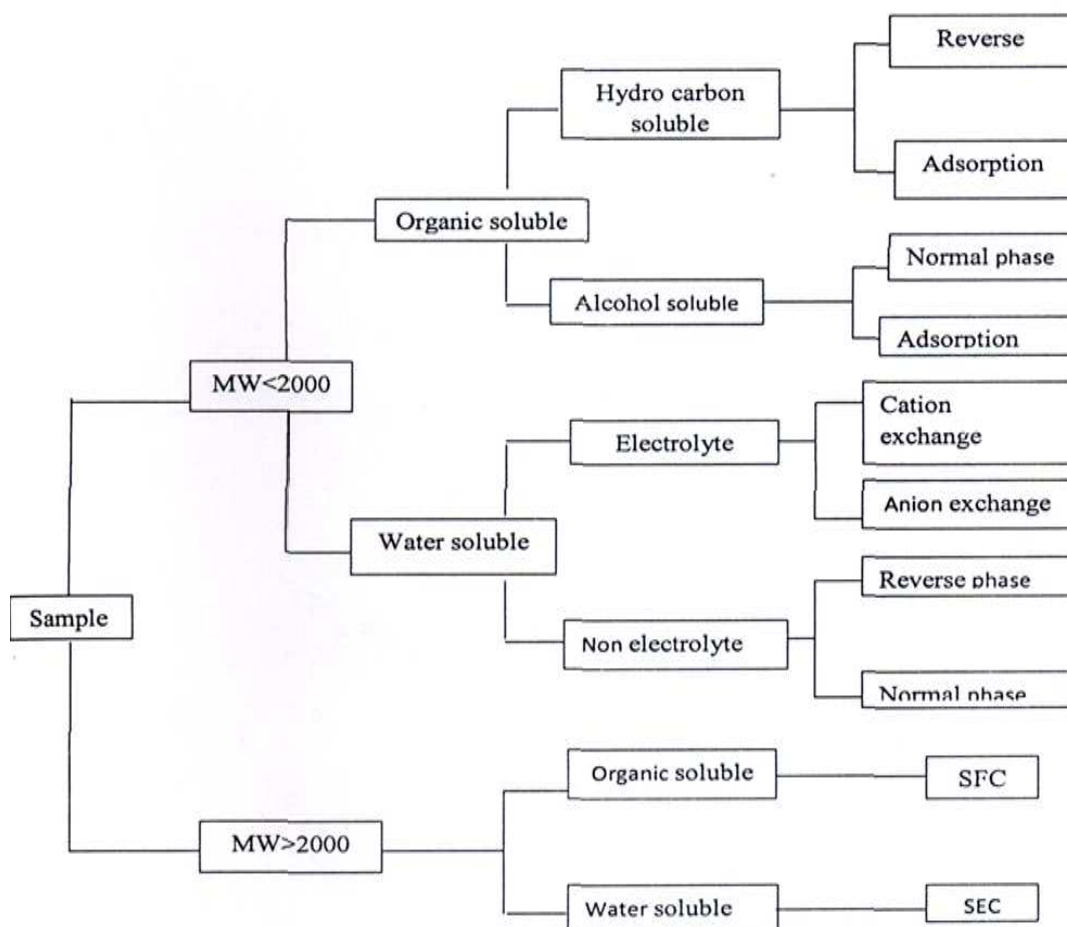 Reverse
Hydro carbon
soluble
Adsorption
Organic soluble
Normal phase
Alcohol soluble
Adsorption
MW<2000
Cation
exchange
Electrolyte
Anion exchange
Water soluble
Reverse phase
Sample
Non electrolyte
Normal phase
Organic soluble
SFC
MW>2000
Water soluble
SEC